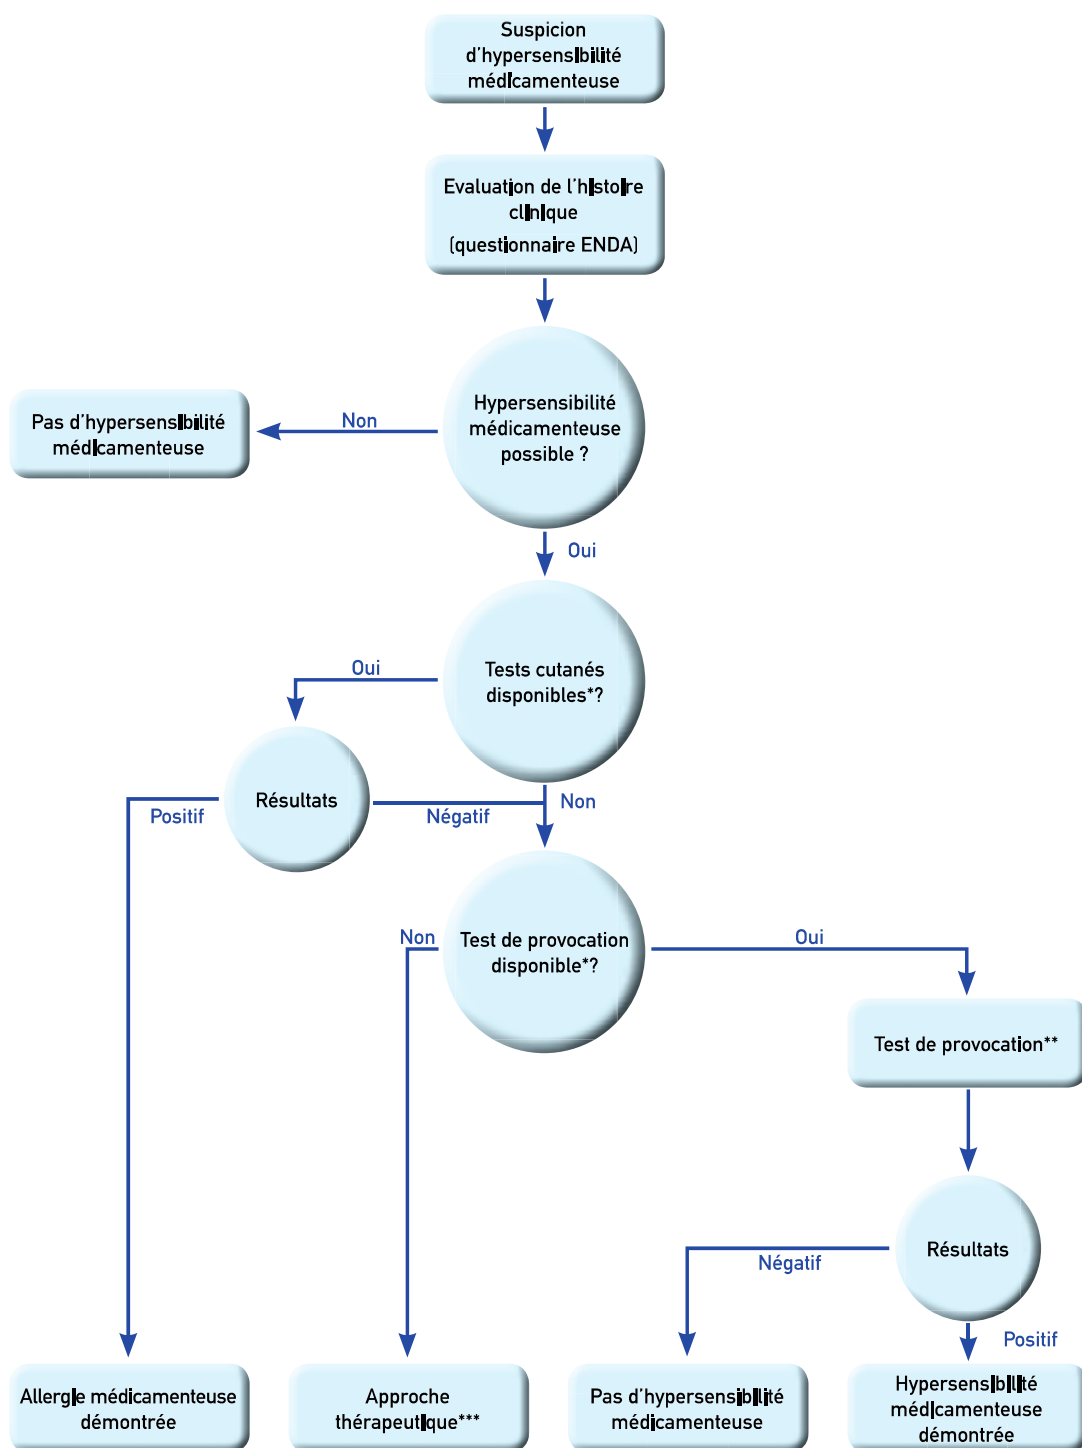 Suspicion
d'hypersensibilité
médicamenteuse
Evaluation de l'histoire
clinique
(questionnaire ENDA)
Hypersensibilité
médicamenteuse
possible ?
Non
Pas d'hypersensibilité
médicamenteuse
Oui
Tests cutanés
disponibles*?
Oui
Résultats
Positif
Négatif
Non
Test de provocation
disponible*?
Non
Oui
Test de provocation**
Résultats
Négatif
Positif
Allergie médicamenteuse
démontrée
Approche
thérapeutique***
Pas d'hypersensibilité
médicamenteuse
Hypersensibilité
médicamenteuse
démontrée